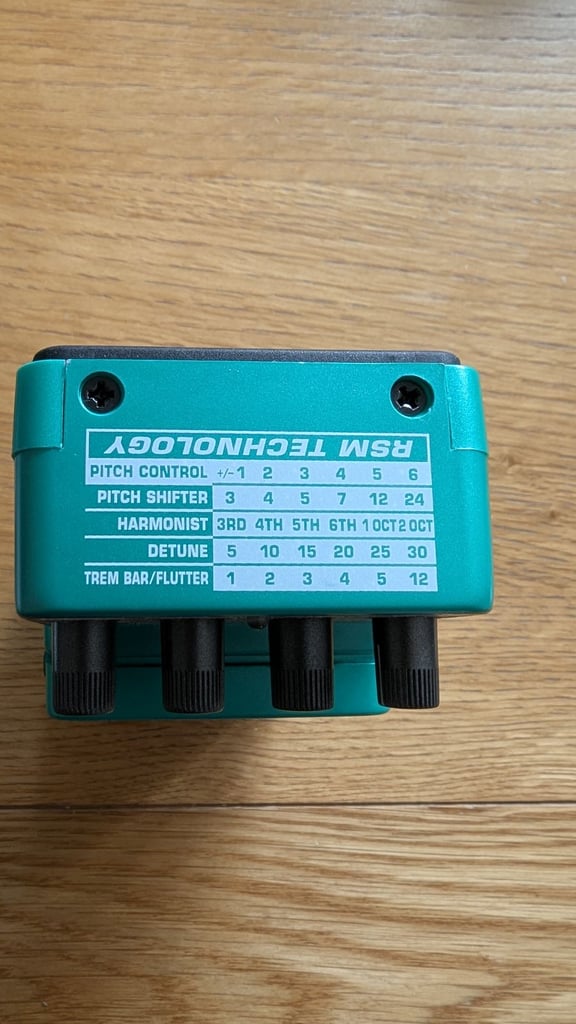 RSM TECHNOLOGY
PITCH CONTROL +/-1 2 3 4 5 6
PITCH SHIFTER 3 4 5 7 12 24
HARMONIST 3RD 4TH 5TH 6TH 1 OCT 2 OCT
DETUNE 5 10 15 20 25 30
TREM BAR/FLUTTER 1 2 3 4 5 12